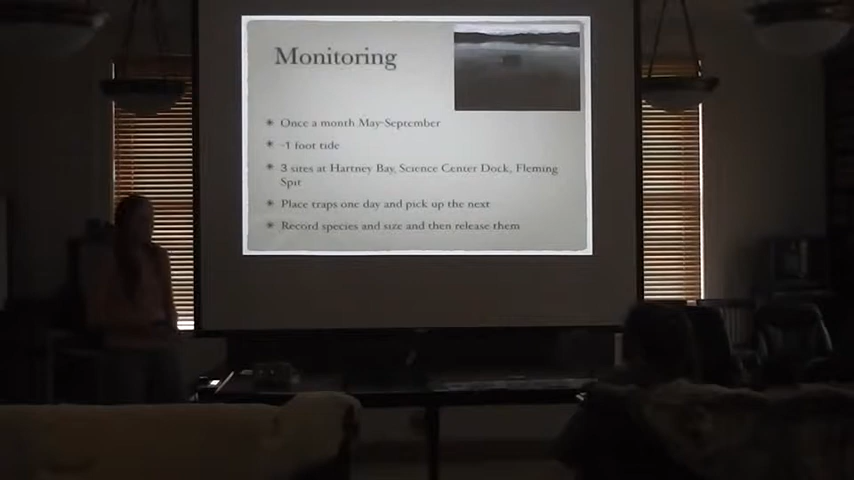 Monitoring
* Once a month May-September
* -1 foot tide
* 3 sites at Hartney Bay, Science Center Dock, Fleming
Spit
* Place traps one day and pick up the next
* Record species and size and then release them